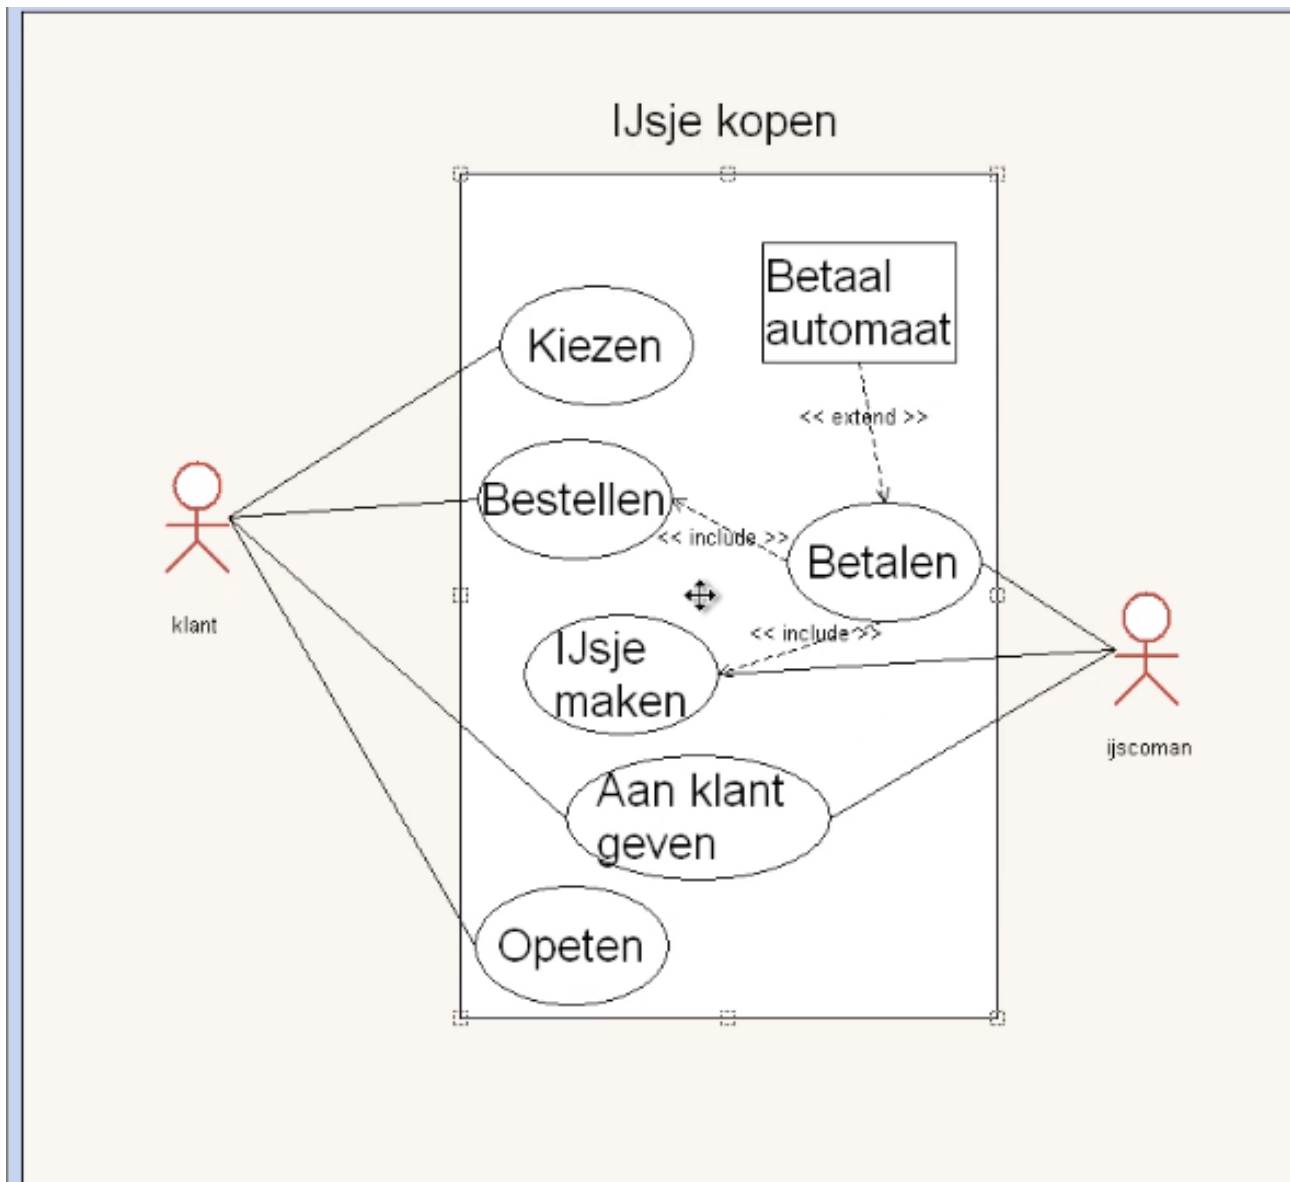 IJsje kopen
Betaal
automaat
Kiezen
<< extend >>
Bestellen
<< include >>
Betalen
klant
<< include >>
IJsje
maken
ijscoman
Aan klant
geven
Opeten